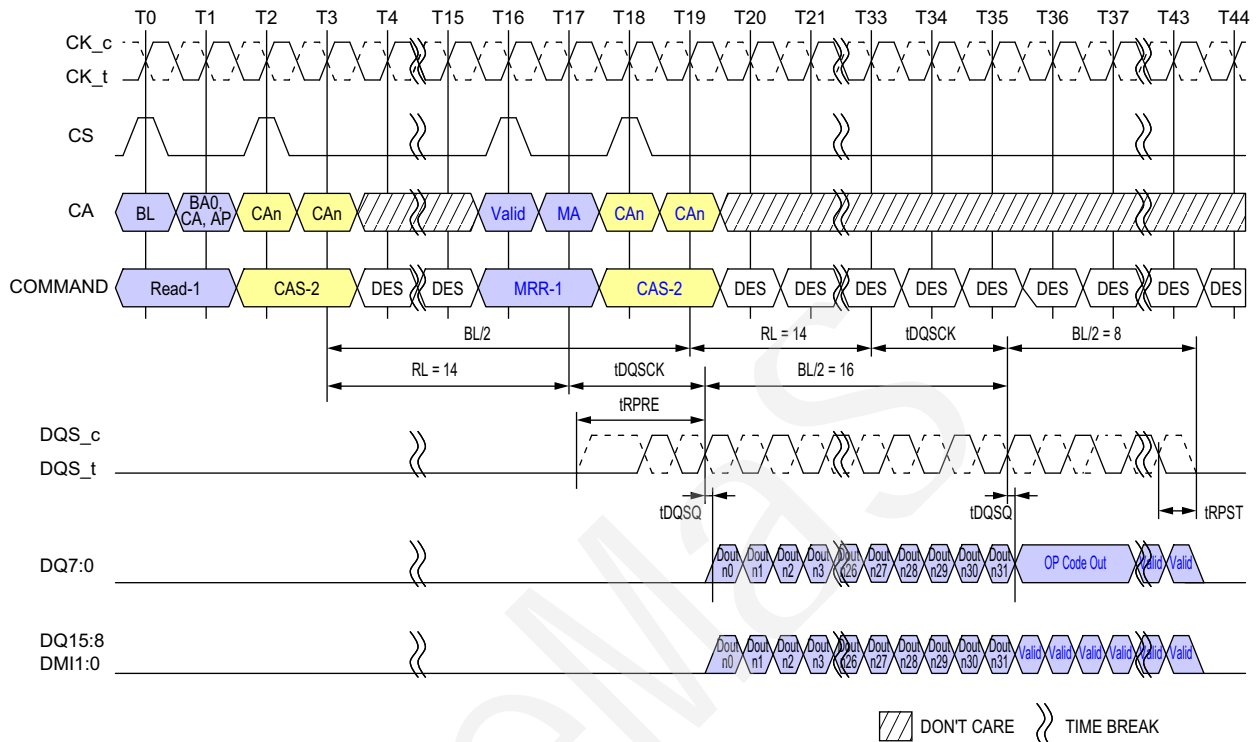 T0 T1 T2 T3 T4 T15 T16 T17 T18 T19 T20 T21 T33 T34 T35 T36 T37 T43 T44
CK_c
CK_t
CS
CA BL BA0, CA, AP CAn CAn Valid MA CAn CAn
COMMAND Read-1 CAS-2 DES DES MRR-1 CAS-2 DES DES DES DES DES DES DES DES DES
BL/2 RL = 14 tDQSCK BL/2 = 8
RL = 14 tDQSCK BL/2 = 16
tRPRE
DQS_c
DQS_t
tDQSQ tDQSQ tRPST
DQ7:0 Dout n0 Dout n1 Dout n2 Dout n3 Dout n26 Dout n27 Dout n28 Dout n29 Dout n30 Dout n31 OP Code Out Valid Valid
DQ15:8
DMI1:0
Dout n0 Dout n1 Dout n2 Dout n3 Dout n26 Dout n27 Dout n28 Dout n29 Dout n30 Dout n31 Valid Valid Valid Valid Valid Valid
DON'T CARE TIME BREAK